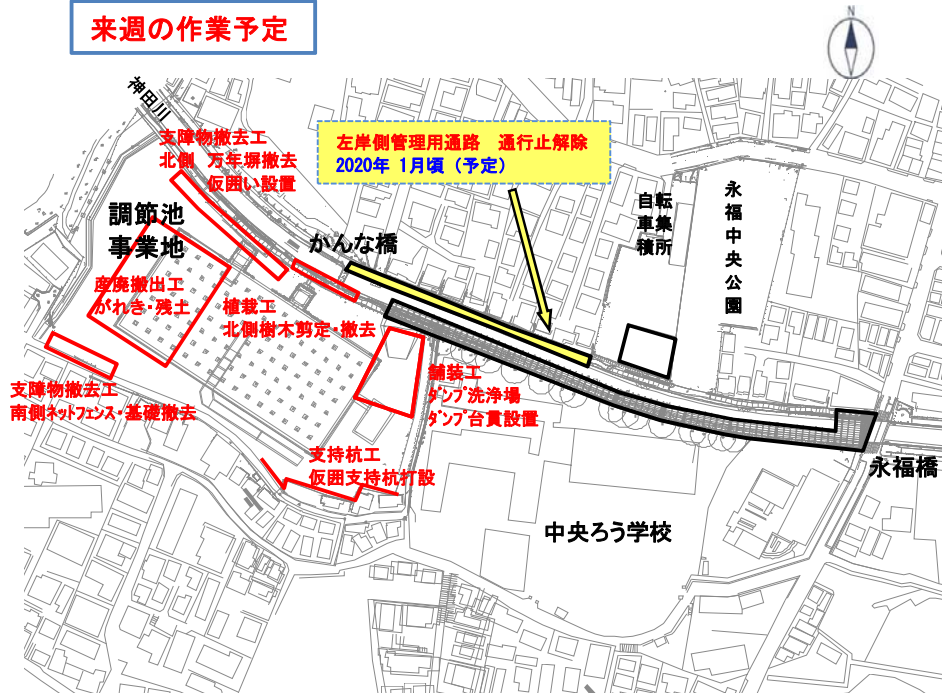 来週の作業予定
N
神田川
支障物撤去工
北側 万年塀撤去
仮囲い設置
左岸側管理用通路 通行止解除
2020年 1月頃（予定）
自転
車集
積所
永福中央公園
調節池
事業地
かんな橋
産廃搬出工
がれき・残土
植栽工
北側樹木剪定・撤去
支障物撤去工
南側ネットフェンス・基礎撤去
舗装工
ダンプ洗浄場
ダンプ台貫設置
支持杭工
仮囲支持杭打設
永福橋
中央ろう学校